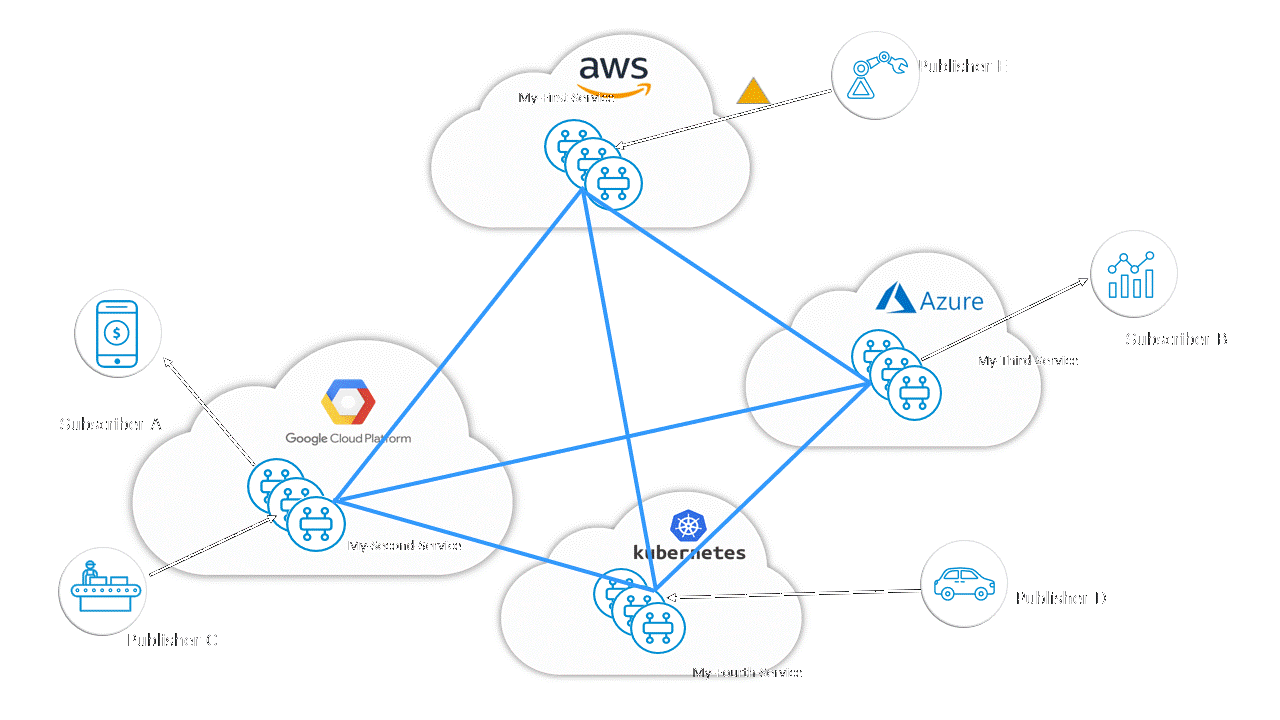 aws
My-First-Service
Publisher E
Azure
My-Third-Service
Subscriber B
$
Subscriber A
Google Cloud Platform
My-Second-Service
Publisher C
kubernetes
Publisher D
My-Fourth-Service